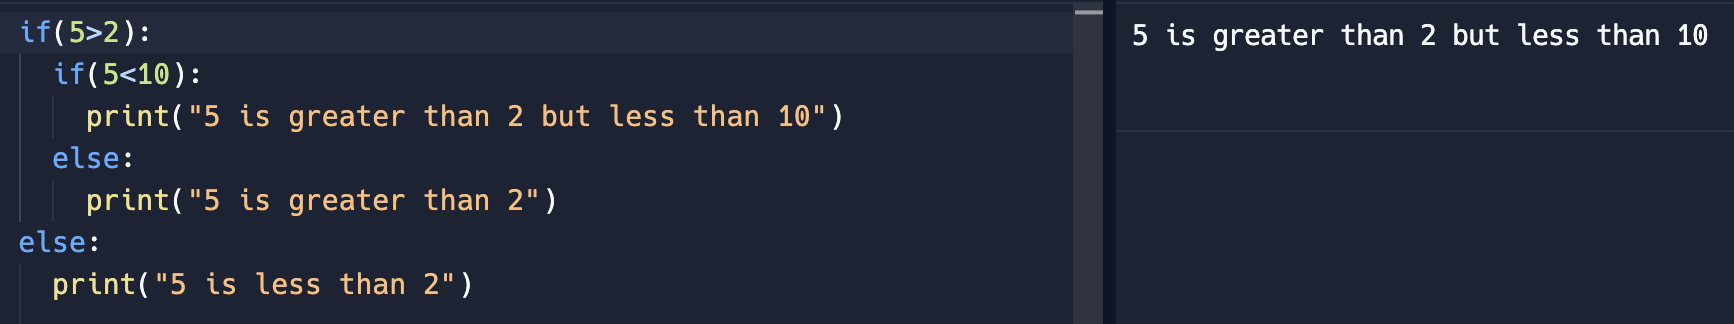 if(5>2):
if(5<10):
print("5 is greater than 2 but less than 10")
else:
print("5 is greater than 2")
else:
print("5 is less than 2")
5 is greater than 2 but less than 10